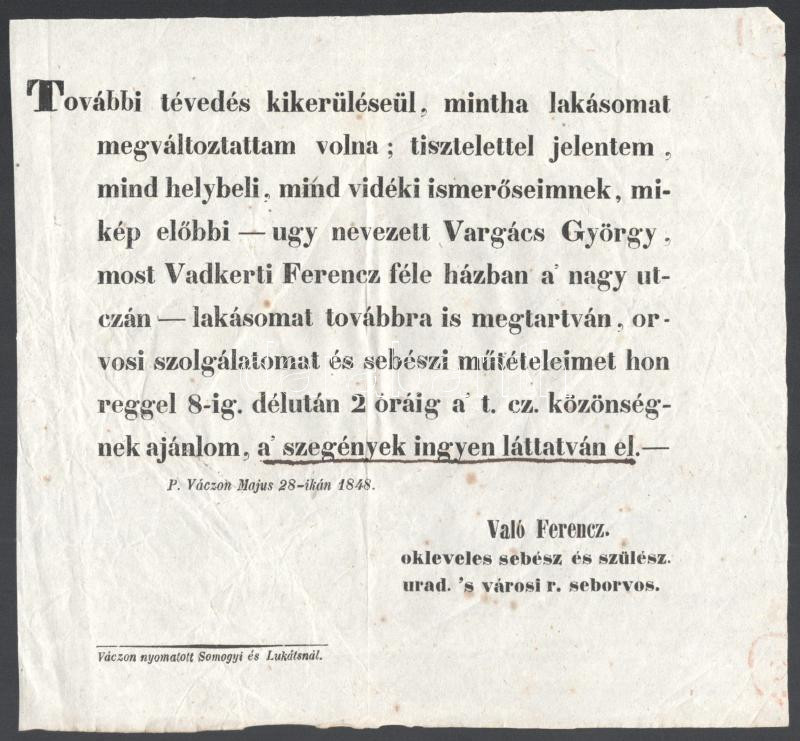 További tévedés kikerüléseül, mintha lakásomat
megváltoztattam volna ; tisztelettel jelentem ,
mind helybeli, mind vidéki ismerőseimnek, mi-
kép előbbi — ugy nevezett Vargács György,
most Vadkerti Ferencz féle házban a' nagy ut-
czán — lakásomat továbbra is megtartván, or-
vosi szolgálatomat és sebészi műtételeimet hon
reggel 8-ig. délután 2 óráig a' t. cz. közönség-
nek ajánlom, a' szegények ingyen láttatván el.—
P. Váczon Majus 28-ikán 1848.
Való Ferencz.
okleveles sebész és szülész.
urad. 's városi r. seborvos.
Váczon nyomatott Somogyi és Lukátsnál.